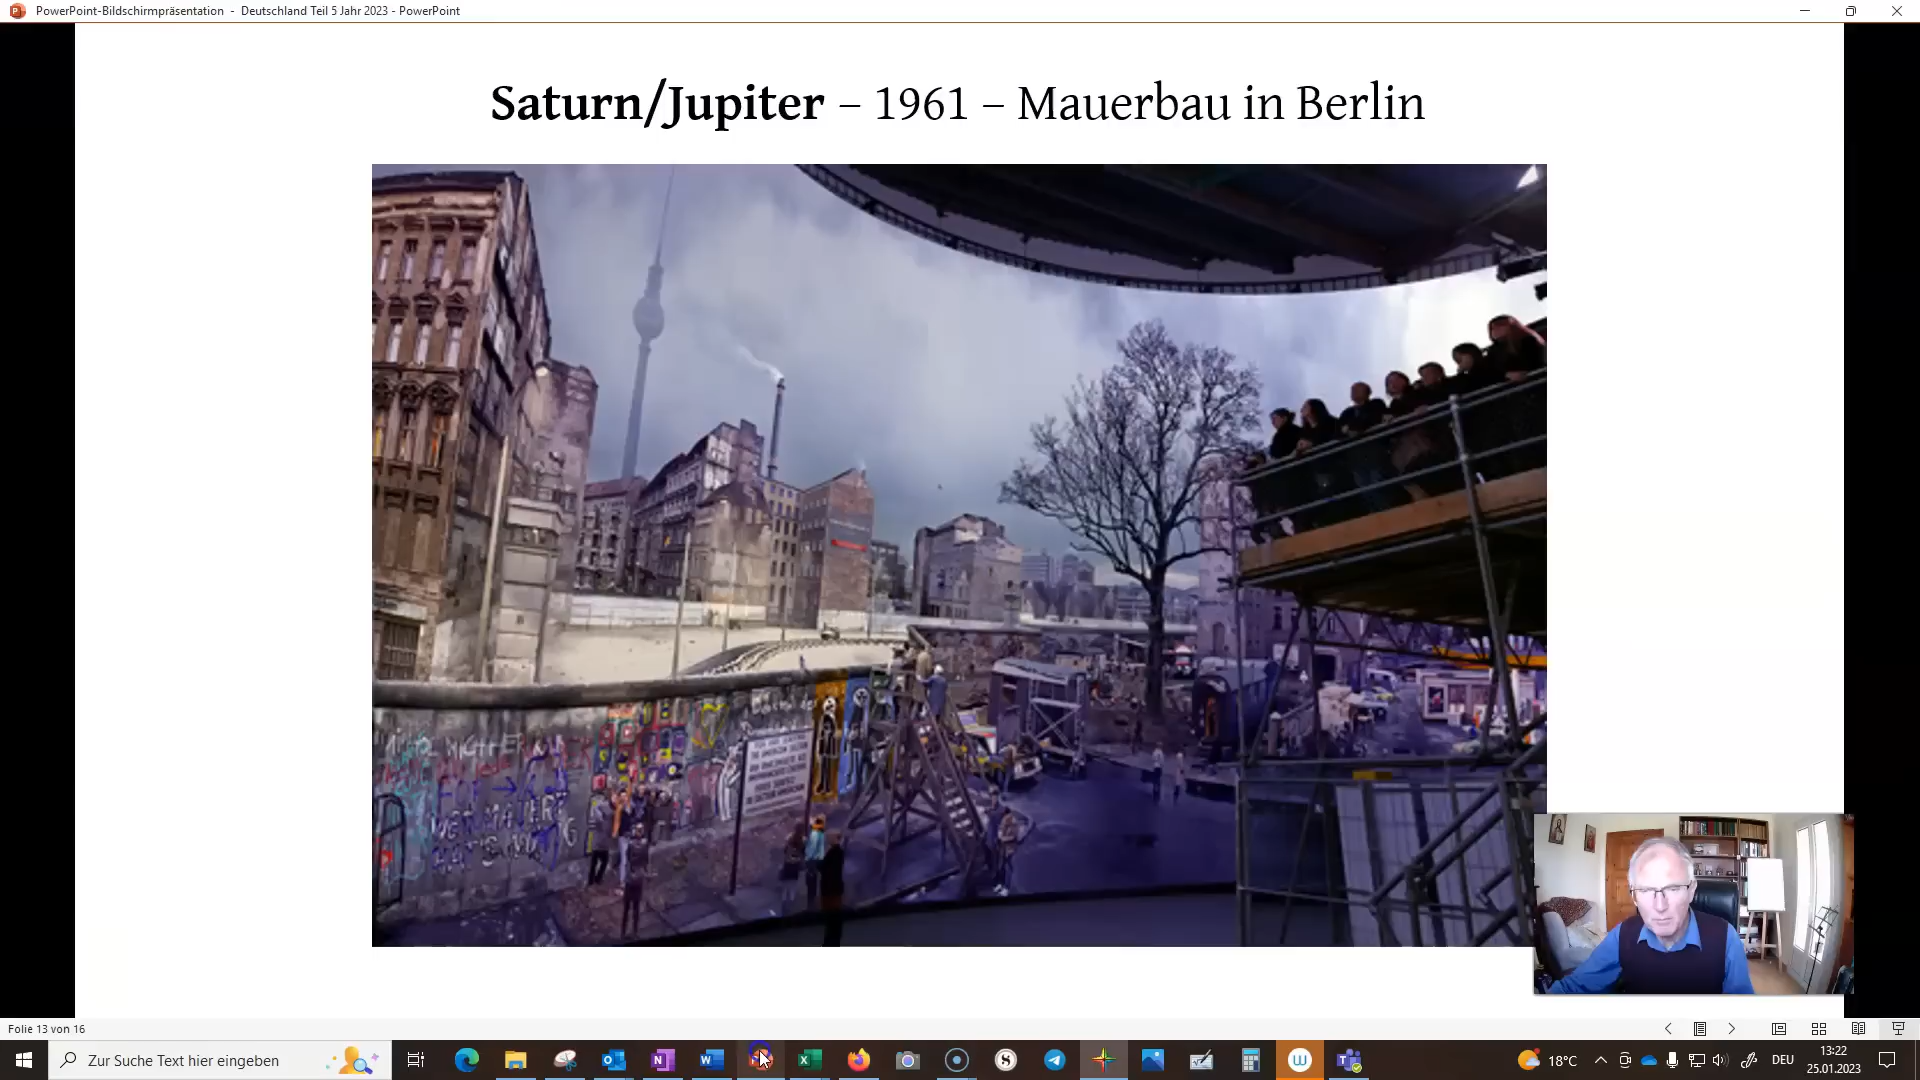 PowerPoint-Bildschirmpräsentation - Deutschland Teil 5 Jahr 2023 - PowerPoint
Saturn/Jupiter – 1961 – Mauerbau in Berlin
Folie 13 von 16
Zur Suche Text hier eingeben
18°C
DEU
13:22
25.01.2023